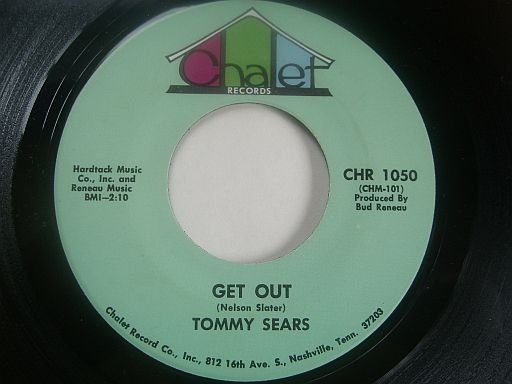 Chalet
RECORDS
Hardtack Music
Co., Inc. and
Reneau Music
BMI—2:10
CHR 1050
(CHM-101)
Produced By
Bud Reneau
GET OUT
(Nelson Slater)
TOMMY SEARS
Chalet Record Co., Inc., 812 16th Ave. S., Nashville, Tenn. 37203